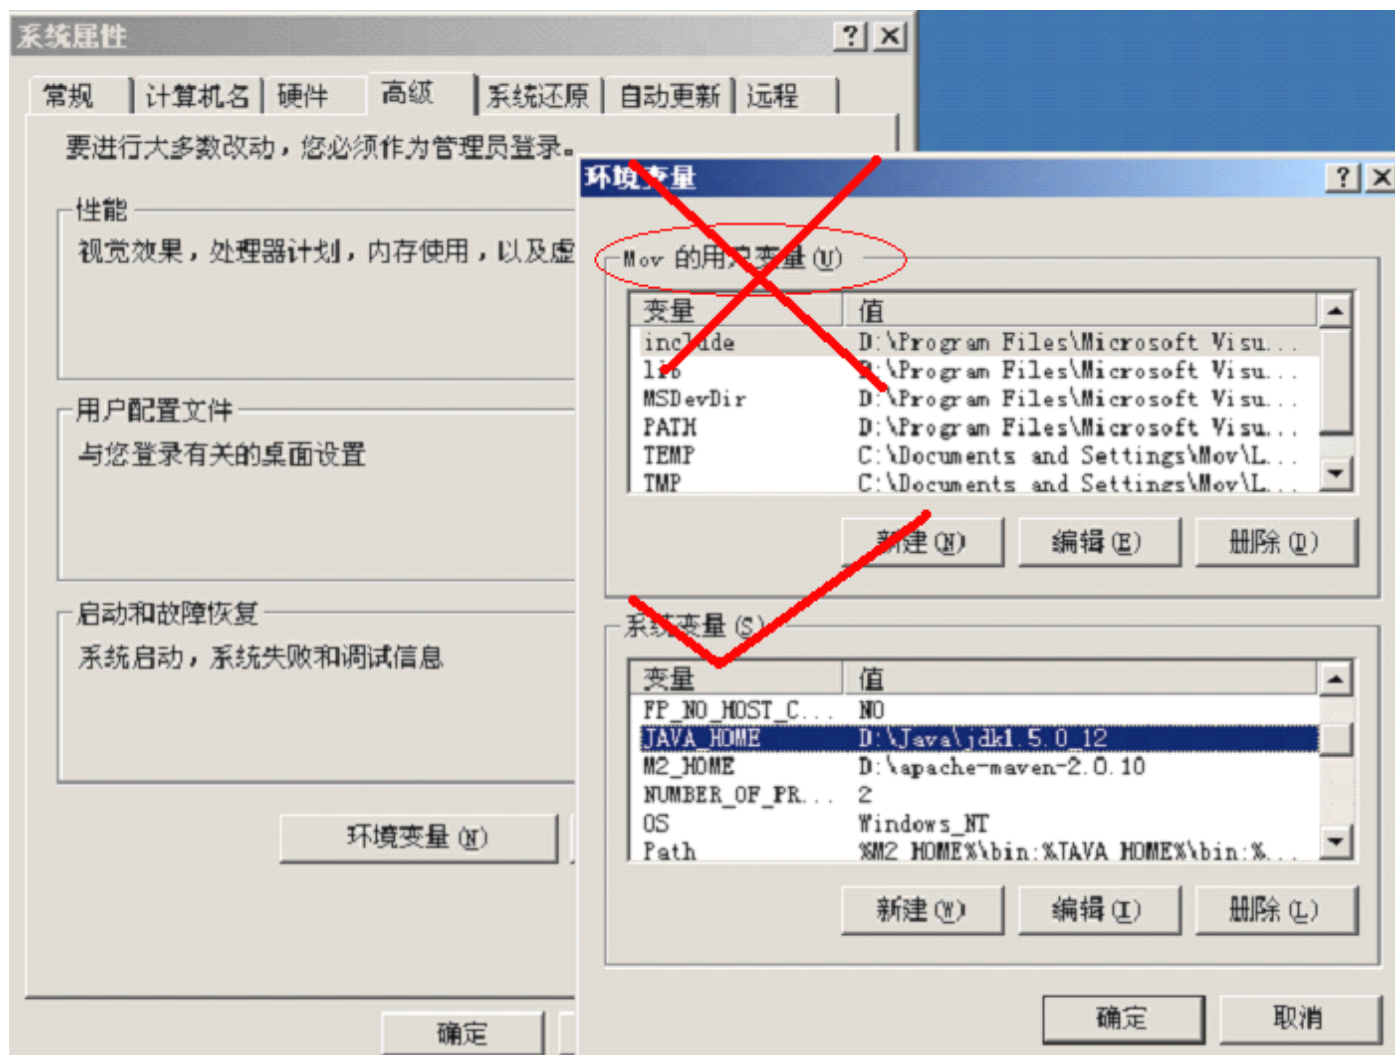 系统属性
常规 计算机名 硬件 高级 系统还原 自动更新 远程
要进行大多数改动，您必须作为管理员登录。
性能
视觉效果，处理器计划，内存使用，以及虚
用户配置文件
与您登录有关的桌面设置
启动和故障恢复
系统启动，系统失败和调试信息
环境变量(N)
确定
环境变量
Mov 的用户变量(U)
变量 值
include D:\Program Files\Microsoft Visu...
lib D:\Program Files\Microsoft Visu...
MSDevDir D:\Program Files\Microsoft Visu...
PATH D:\Program Files\Microsoft Visu...
TEMP C:\Documents and Settings\Mov\L...
TMP C:\Documents and Settings\Mov\L...
新建(N) 编辑(E) 删除(D)
系统变量(S)
变量 值
FP_NO_HOST_C... NO
JAVA_HOME D:\Java\jdk1.5.0_12
M2_HOME D:\apache-maven-2.0.10
NUMBER_OF_PR... 2
OS Windows_NT
Path %M2_HOME%\bin;%JAVA_HOME%\bin;%...
新建(W) 编辑(I) 删除(L)
确定 取消